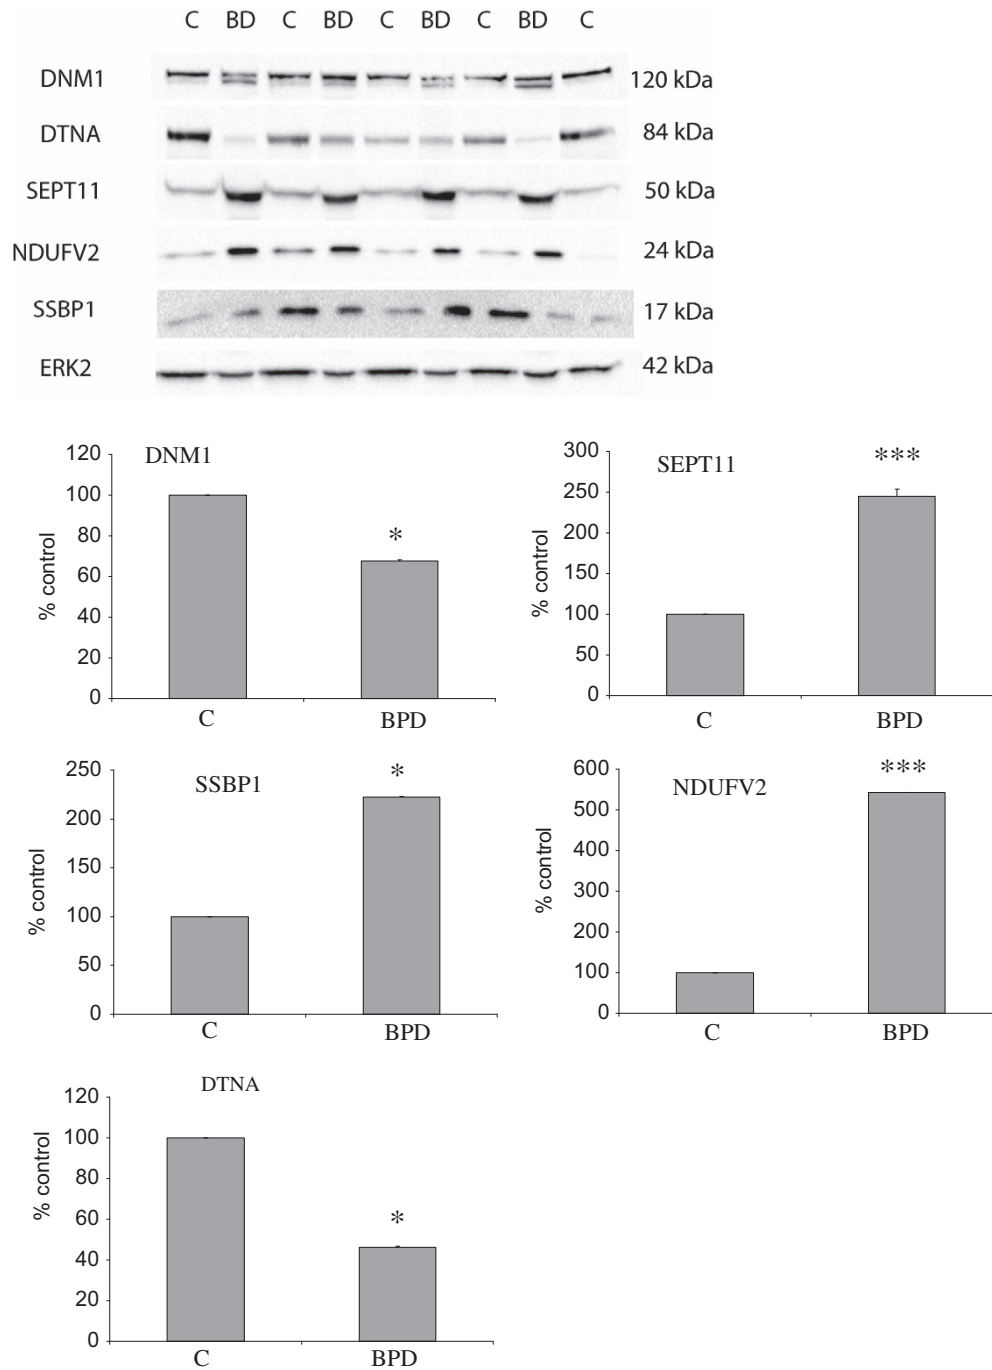 C BD C BD C BD C BD C
DNM1 120 kDa
DTNA 84 kDa
SEPT11 50 kDa
NDUFV2 24 kDa
SSBP1 17 kDa
ERK2 42 kDa
DNM1
% control
120
100
80
60
40
20
0
*
C BPD
SEPT11
% control
300
250
200
150
100
50
0
***
C BPD
SSBP1
% control
250
200
150
100
50
0
*
C BPD
NDUFV2
% control
600
500
400
300
200
100
0
***
C BPD
DTNA
% control
120
100
80
60
40
20
0
*
C BPD